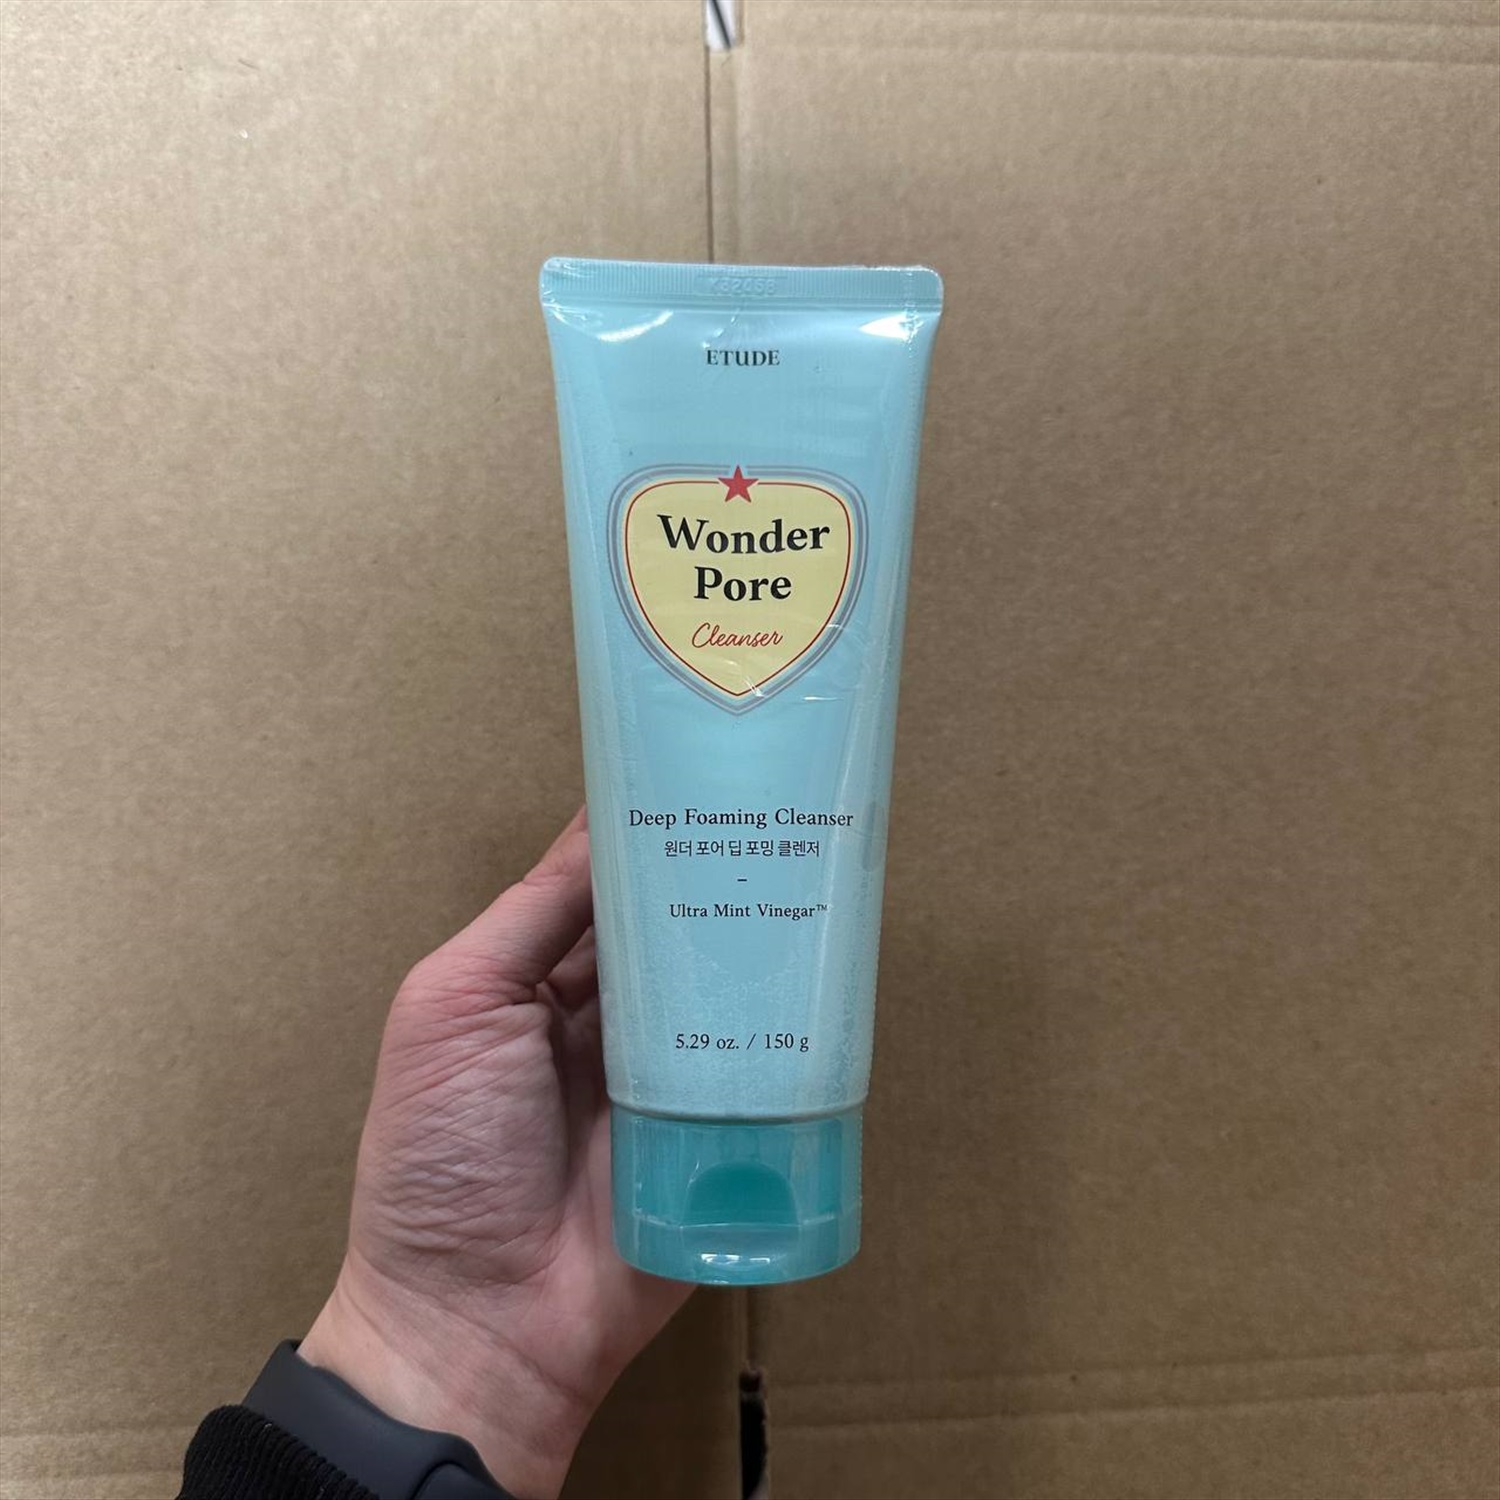 ETUDE
Wonder
Pore
Cleanser
Deep Foaming Cleanser
원더 포어 딥 포밍 클렌저
–
Ultra Mint Vinegar™
5.29 oz. / 150 g